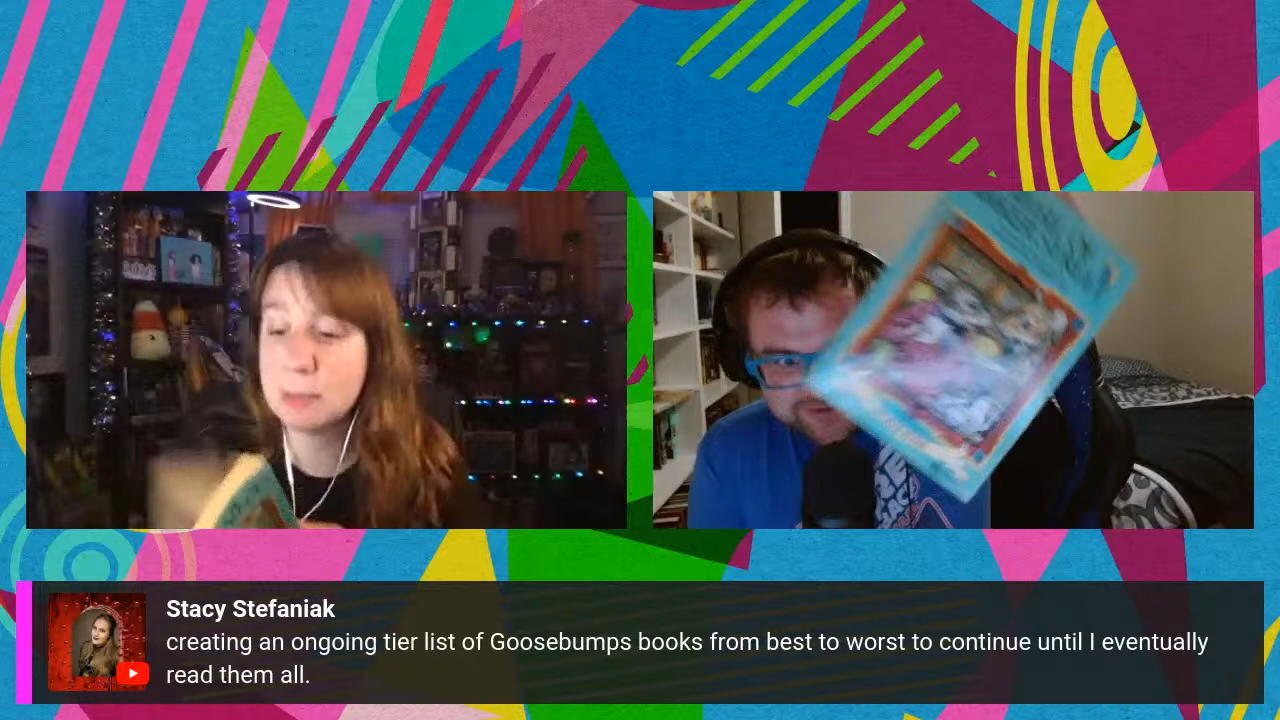 Stacy Stefaniak
creating an ongoing tier list of Goosebumps books from best to worst to continue until I eventually
read them all.